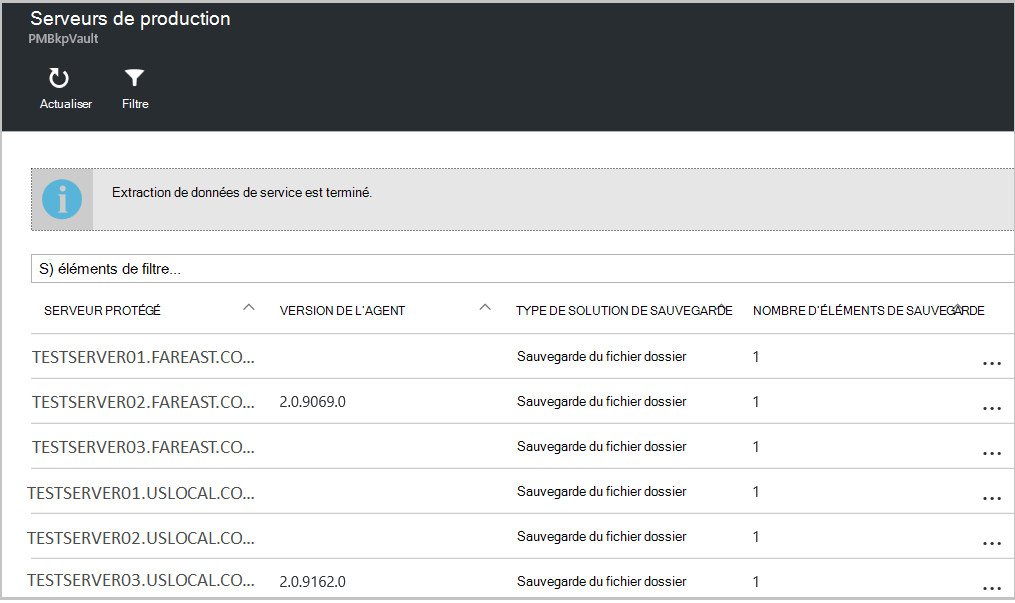 Serveurs de production
PMBkpVault
Actualiser Filtre
Extraction de données de service est terminé.
S) éléments de filtre...
SERVEUR PROTÉGÉ VERSION DE L'AGENT TYPE DE SOLUTION DE SAUVEGARDE NOMBRE D'ÉLÉMENTS DE SAUVEGARDE
TESTSERVER01.FAREAST.CO... Sauvegarde du fichier dossier 1 ...
TESTSERVER02.FAREAST.CO... 2.0.9069.0 Sauvegarde du fichier dossier 1 ...
TESTSERVER03.FAREAST.CO... Sauvegarde du fichier dossier 1 ...
TESTSERVER01.USLOCAL.CO... Sauvegarde du fichier dossier 1 ...
TESTSERVER02.USLOCAL.CO... Sauvegarde du fichier dossier 1 ...
TESTSERVER03.USLOCAL.CO... 2.0.9162.0 Sauvegarde du fichier dossier 1 ...